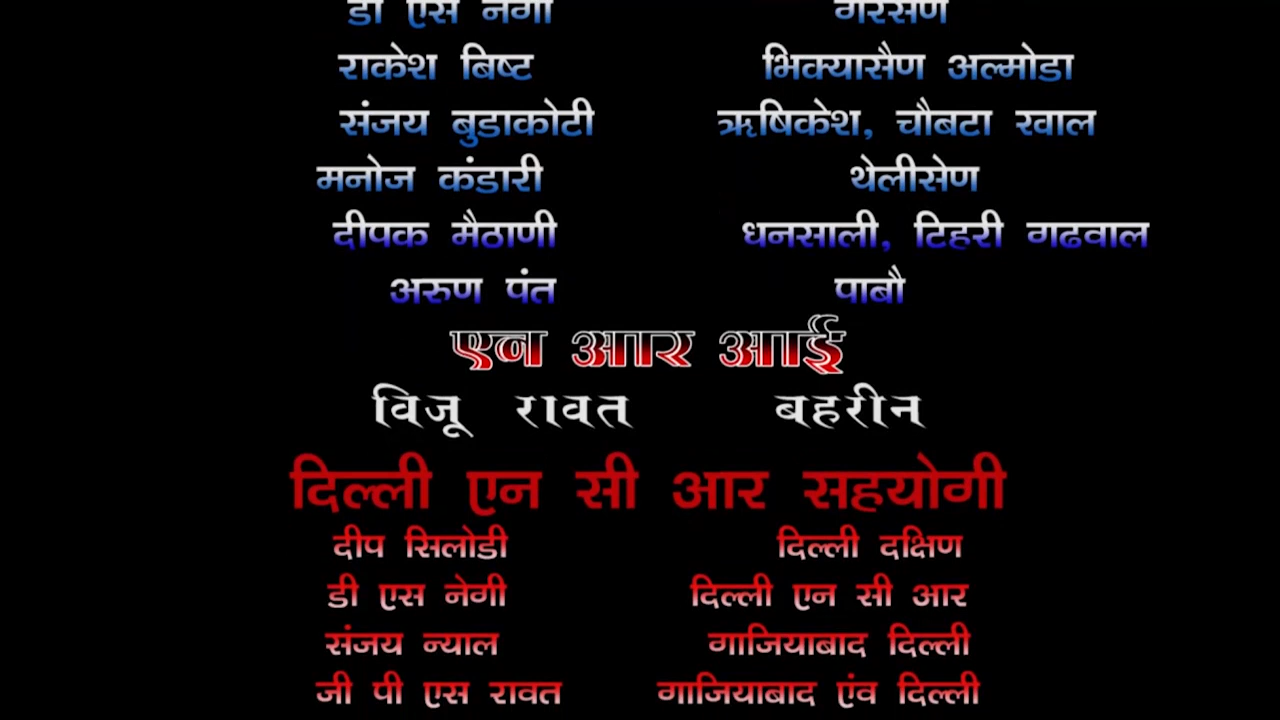 डी एस नेगी गैरसैण
राकेश बिष्ट भिक्यासैण अल्मोडा
संजय बुडाकोटी ऋषिकेश, चौबटा खाल
मनोज कंडारी थेलीसेण
दीपक मैठाणी धनसाली, टिहरी गढवाल
अरुण पंत पाबौ
एन आर आई
विजू रावत बहरीन
दिल्ली एन सी आर सहयोगी
दीप सिलोडी दिल्ली दक्षिण
डी एस नेगी दिल्ली एन सी आर
संजय न्याल गाजियाबाद दिल्ली
जी पी एस रावत गाजियाबाद एंव दिल्ली